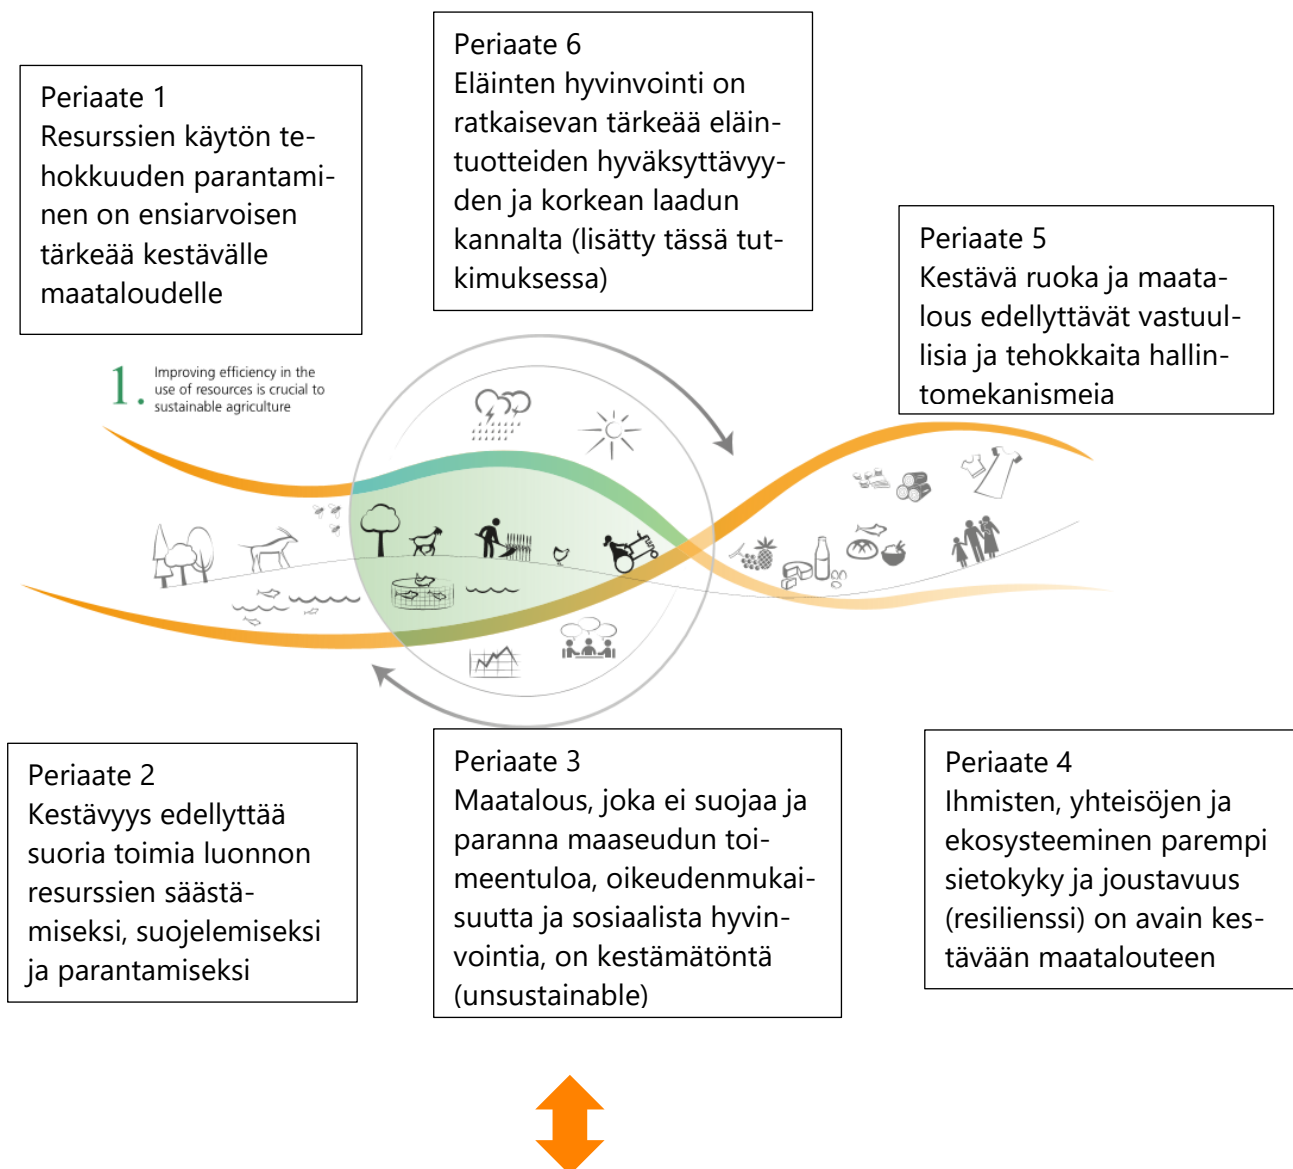 Periaate 1
Resurssien käytön te-
hokkuuden parantami-
nen on ensiarvoisen
tärkeää kestävälle
maataloudelle
Periaate 6
Eläinten hyvinvointi on
ratkaisevan tärkeää eläin-
tuotteiden hyväksyttävyy-
den ja korkean laadun
kannalta (lisätty tässä tut-
kimuksessa)
Periaate 5
Kestävä ruoka ja maata-
lous edellyttävät vastuul-
lisia ja tehokkaita hallin-
tomekanismeia
1.
Improving efficiency in the
use of resources is crucial to
sustainable agriculture
Periaate 2
Kestävyys edellyttää
suoria toimia luonnon
resurssien säästä-
miseksi, suojelemiseksi
ja parantamiseksi
Periaate 3
Maatalous, joka ei suojaa ja
paranna maaseudun toi-
meentuloa, oikeudenmukai-
suutta ja sosiaalista hyvin-
vointia, on kestämätöntä
(unsustainable)
Periaate 4
Ihmisten, yhteisöjen ja
ekosysteeminen parempi
sietokyky ja joustavuus
(resilienssi) on avain kes-
tävään maatalouteen